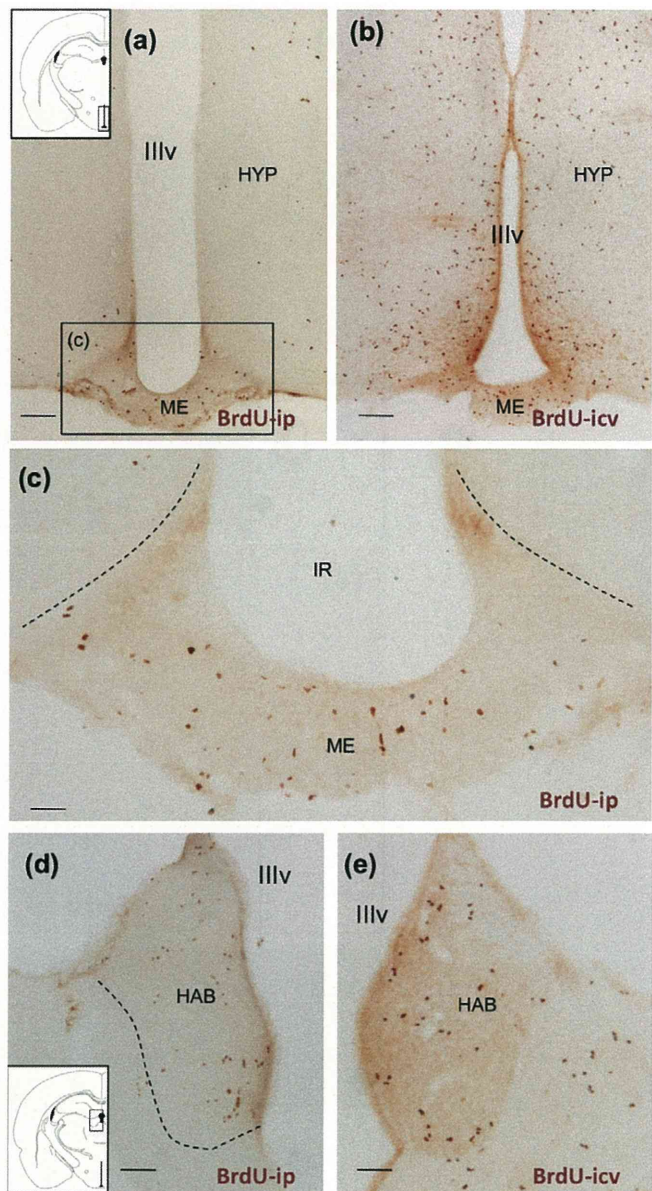 (a)
IIIv
HYP
(c)
ME
BrdU-ip
(b)
HYP
IIIv
ME
BrdU-icv
(c)
IR
ME
BrdU-ip
(d)
IIIv
HAB
BrdU-ip
(e)
IIIv
HAB
BrdU-icv